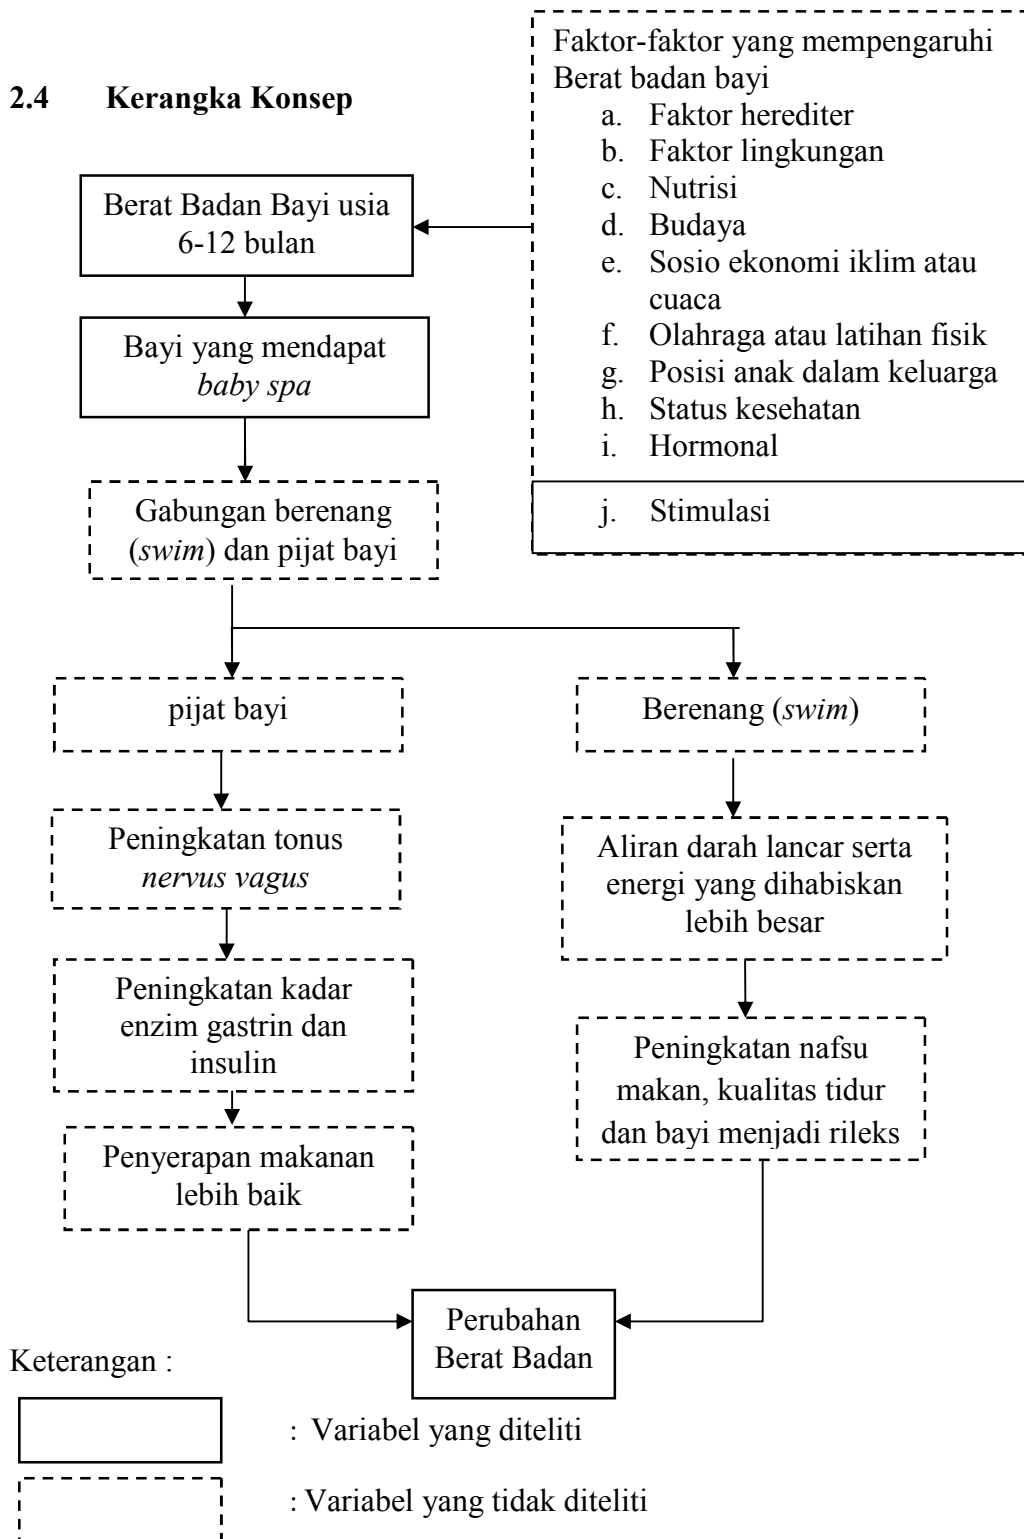 2.4 Kerangka Konsep
Faktor-faktor yang mempengaruhi
Berat badan bayi
a. Faktor herediter
b. Faktor lingkungan
c. Nutrisi
d. Budaya
e. Sosio ekonomi iklim atau
cuaca
f. Olahraga atau latihan fisik
g. Posisi anak dalam keluarga
h. Status kesehatan
i. Hormonal
j. Stimulasi
Berat Badan Bayi usia
6-12 bulan
Bayi yang mendapat
baby spa
Gabungan berenang
(swim) dan pijat bayi
pijat bayi
Peningkatan tonus
nervus vagus
Peningkatan kadar
enzim gastrin dan
insulin
Penyerapan makanan
lebih baik
Berenang (swim)
Aliran darah lancar serta
energi yang dihabiskan
lebih besar
Peningkatan nafsu
makan, kualitas tidur
dan bayi menjadi rileks
Perubahan
Berat Badan
Keterangan :
: Variabel yang diteliti
: Variabel yang tidak diteliti